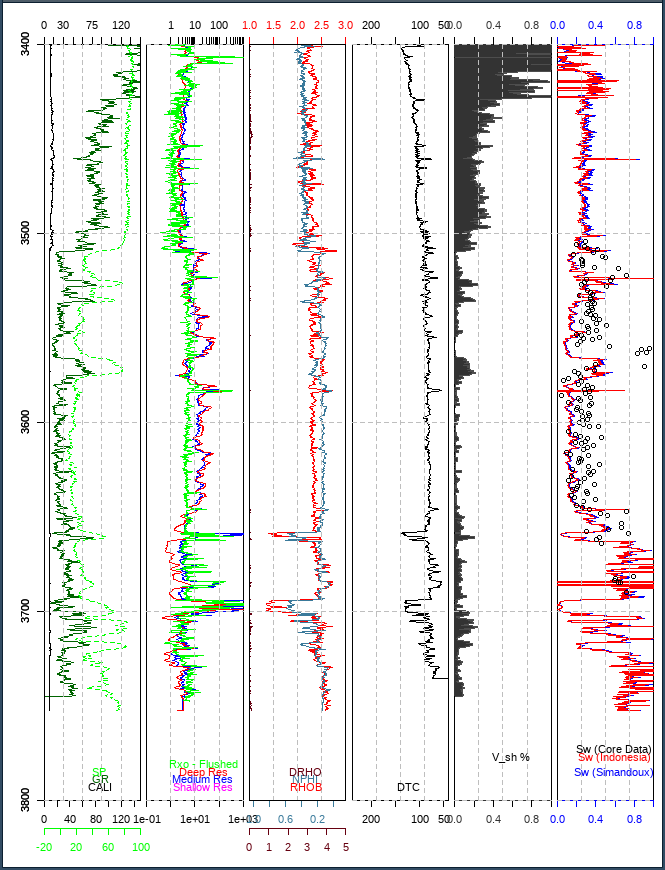 0 30 75 120 1 10 100 1.0 1.5 2.0 2.5 3.0 200 100 50 0.0 0.4 0.8 0.0 0.4 0.8
3400
3500
3600
3700
3800
SP
GR
CALI
Rxo - Flushed
Deep Res
Medium Res
Shallow Res
DRHO
NPHI
RHOB
DTC
V_sh %
Sw (Core Data)
Sw (Indonesia)
Sw (Simandoux)
0 40 80 120 1e-01 1e+01 1e+03 0.6 0.2 200 100 50 0.0 0.4 0.8 0.0 0.4 0.8
-20 20 60 100 0 1 2 3 4 5